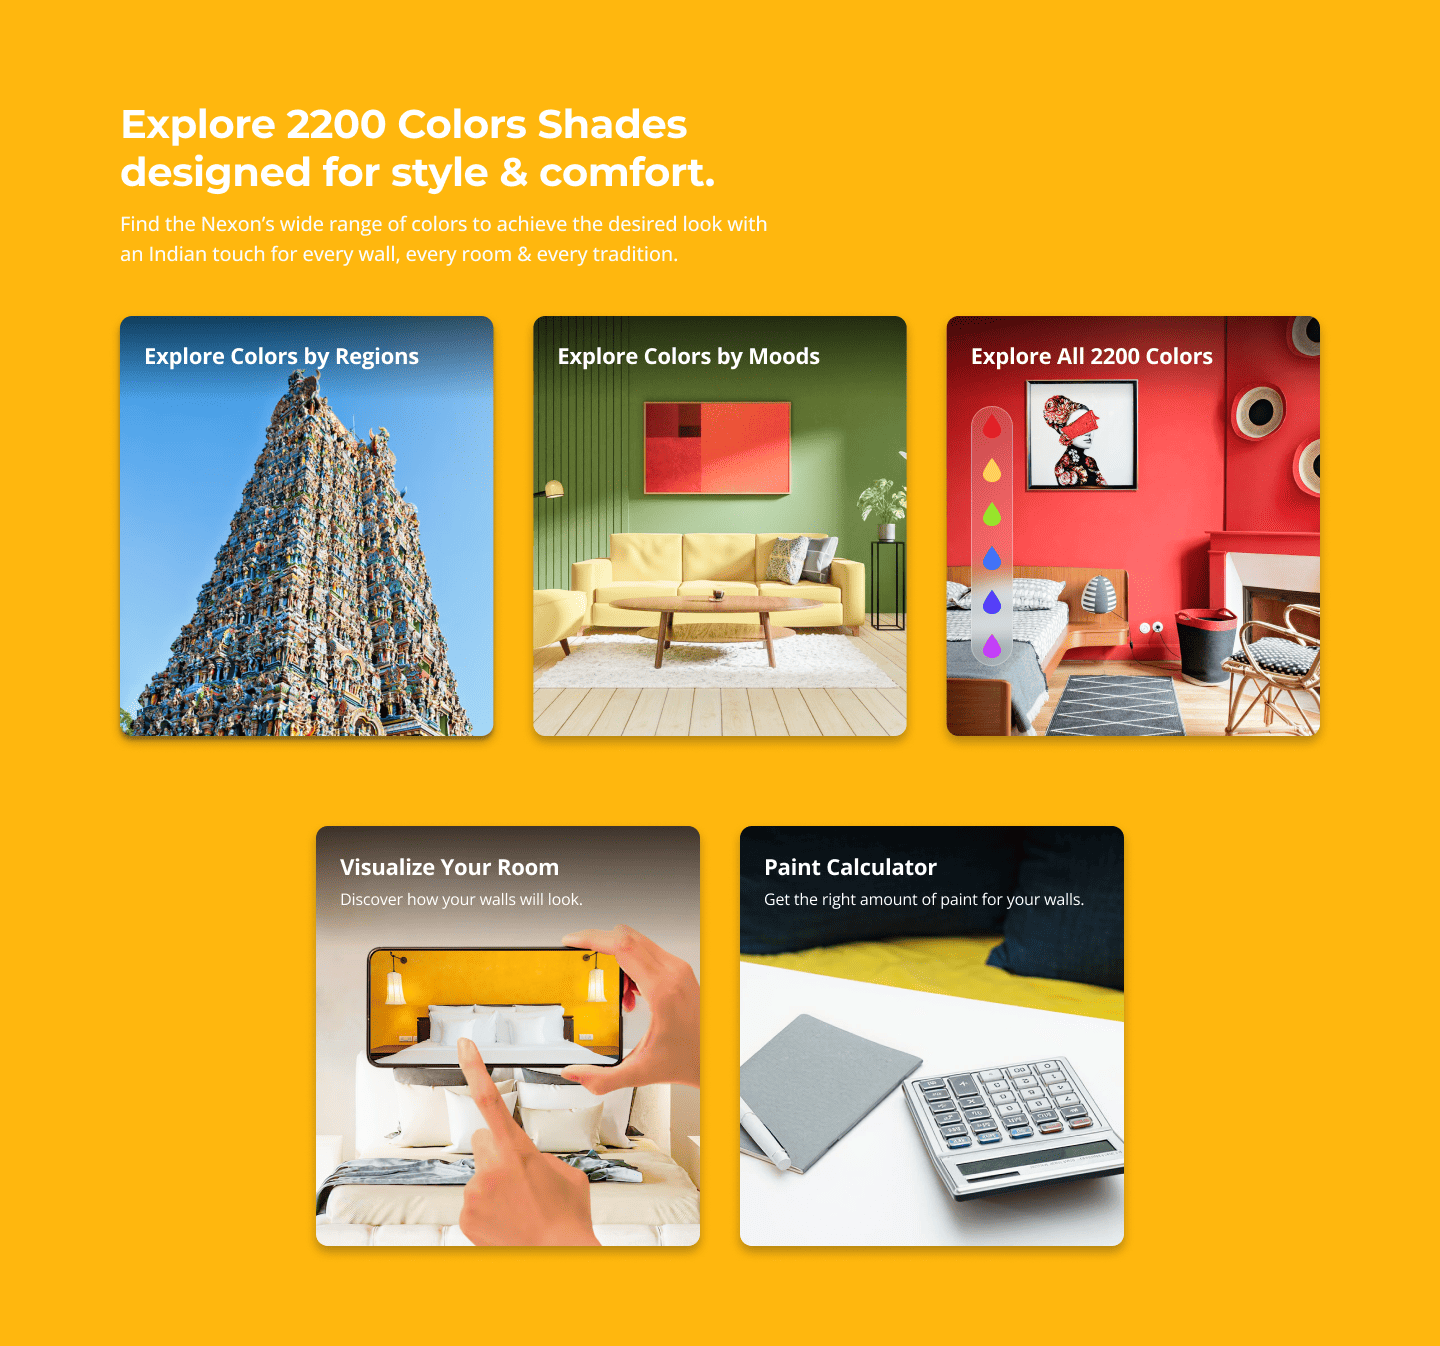 Explore 2200 Colors Shades
designed for style & comfort.
Find the Nexon’s wide range of colors to achieve the desired look with
an Indian touch for every wall, every room & every tradition.
Explore Colors by Regions
Explore Colors by Moods
Explore All 2200 Colors
Visualize Your Room
Discover how your walls will look.
Paint Calculator
Get the right amount of paint for your walls.